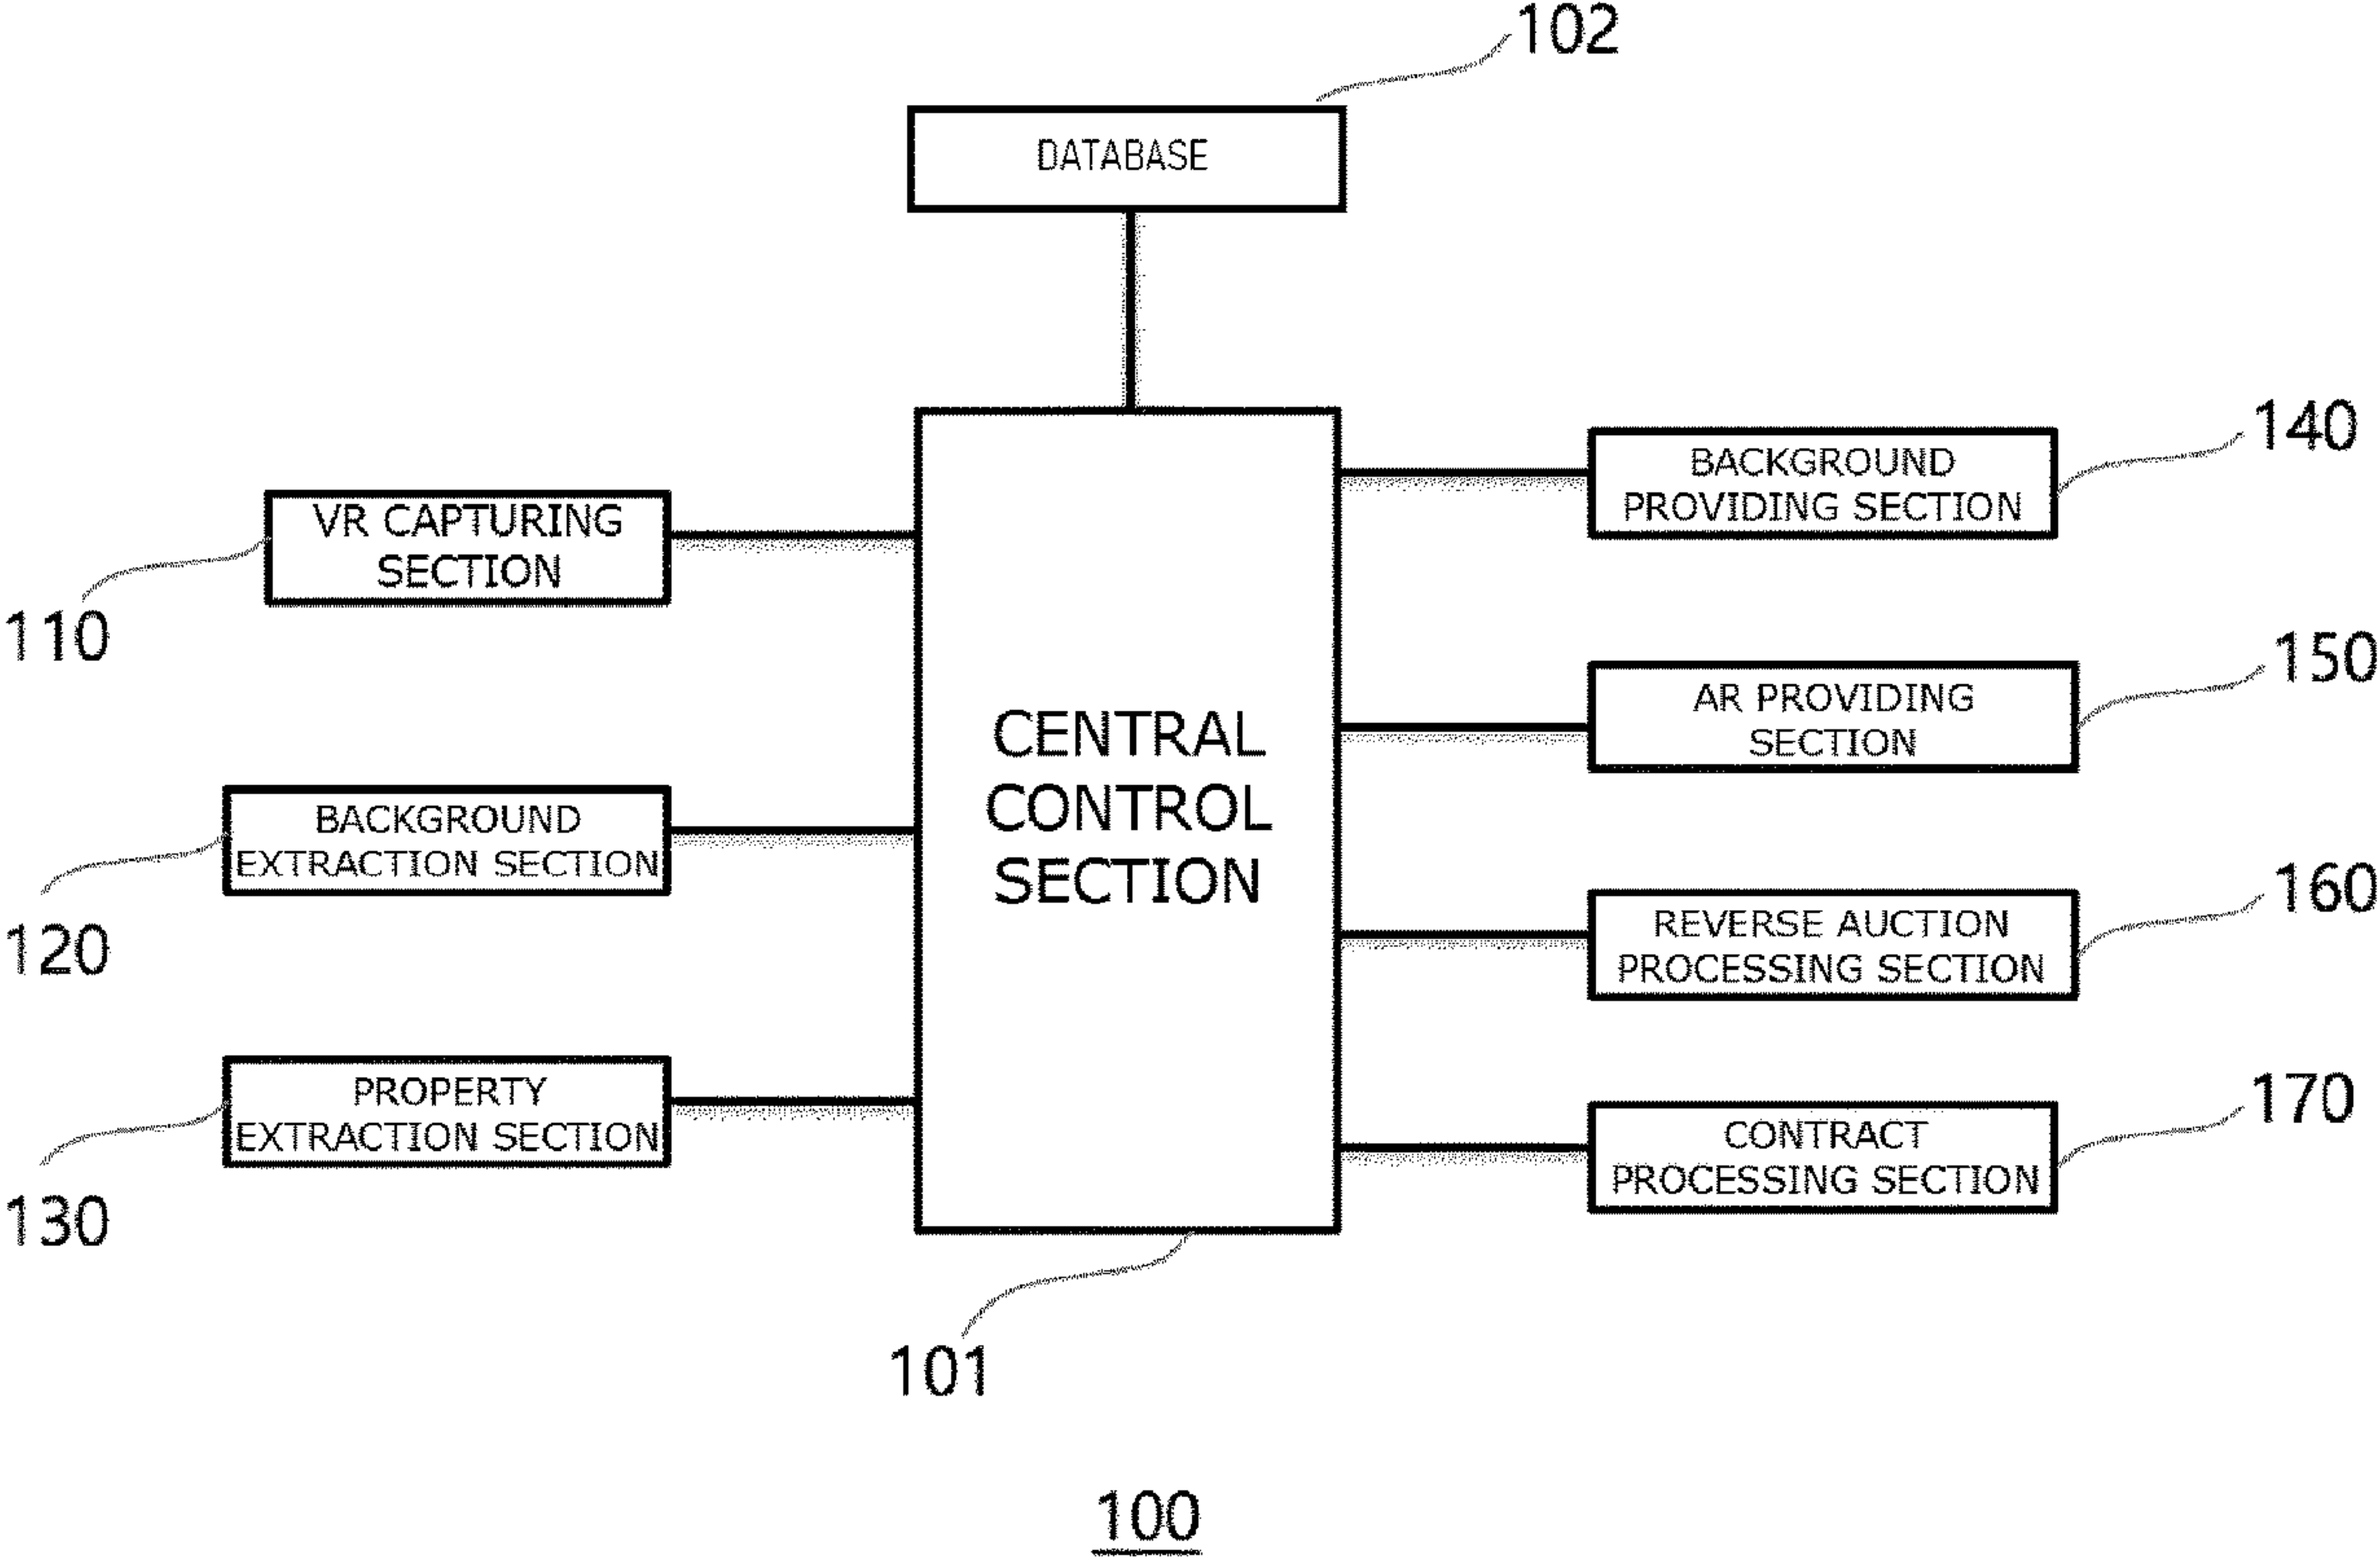 102
DATABASE
140
BACKGROUND
PROVIDING SECTION
VR CAPTURING
SECTION
110
150
AR PROVIDING
SECTION
CENTRAL
CONTROL
SECTION
BACKGROUND
EXTRACTION SECTION
120
160
REVERSE AUCTION
PROCESSING SECTION
PROPERTY
EXTRACTION SECTION
130
170
CONTRACT
PROCESSING SECTION
101
100